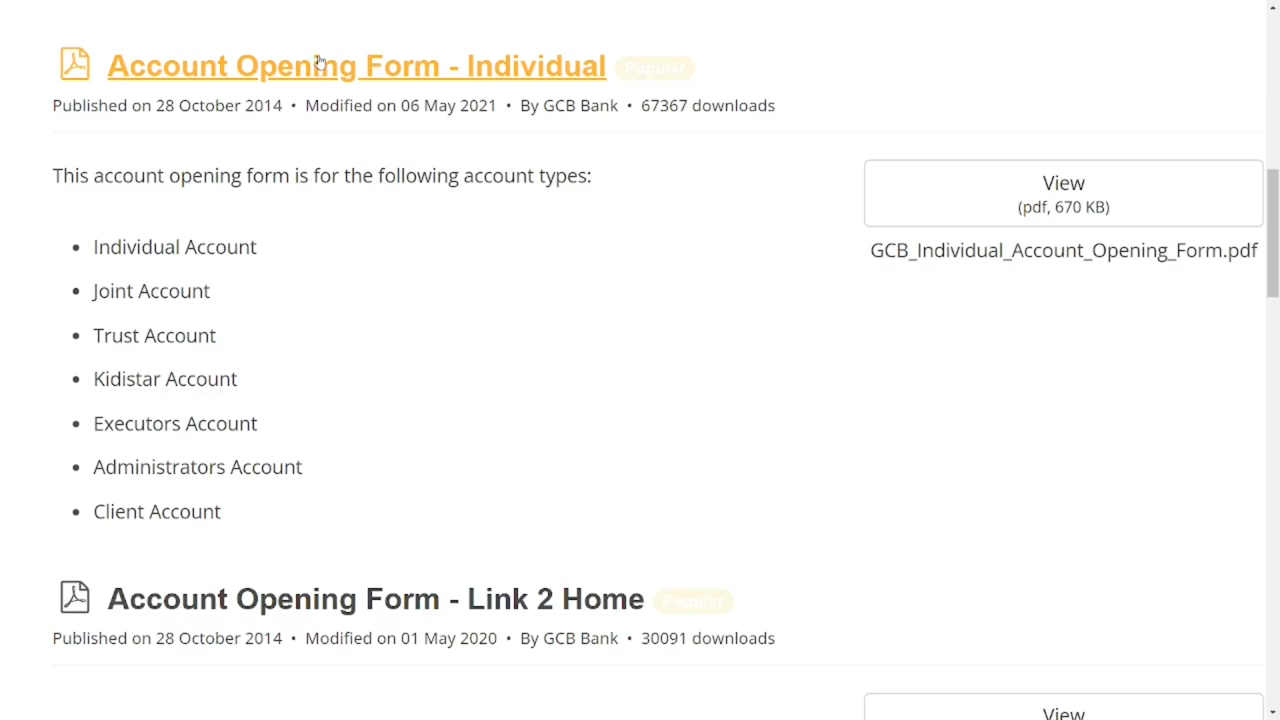 Account Opening Form - Individual Popular
Published on 28 October 2014 • Modified on 06 May 2021 • By GCB Bank • 67367 downloads
This account opening form is for the following account types:
View
(pdf, 670 KB)
GCB_Individual_Account_Opening_Form.pdf
• Individual Account
• Joint Account
• Trust Account
• Kidistar Account
• Executors Account
• Administrators Account
• Client Account
Account Opening Form - Link 2 Home Popular
Published on 28 October 2014 • Modified on 01 May 2020 • By GCB Bank • 30091 downloads
View